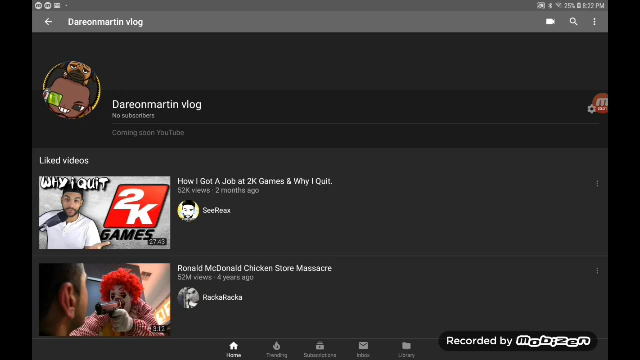 25% 8:22 PM
Dareonmartin vlog
Dareonmartin vlog
No subscribers
Coming soon YouTube
Liked videos
WHY I QUIT
2K
GAMES
27:43
How I Got A Job at 2K Games & Why I Quit.
52K views · 2 months ago
SeeReax
3:12
Ronald McDonald Chicken Store Massacre
52M views · 4 years ago
RackaRacka
Home
Trending
Subscriptions
Inbox
Library
Recorded by MOBIZEN